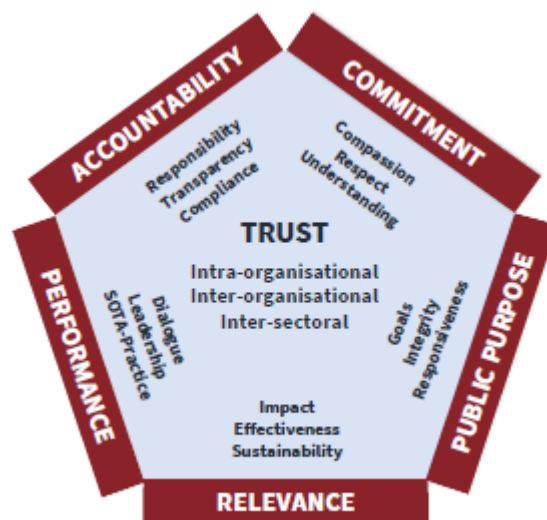 ACCOUNTABILITY
Responsibility
Transparency
Compliance
COMMITMENT
Compassion
Respect
Understanding
TRUST
Intra-organisational
Inter-organisational
Inter-sectoral
PERFORMANCE
Dialogue
Leadership
SOTA-Practice
PUBLIC PURPOSE
Goals
Integrity
Responsiveness
Impact
Effectiveness
Sustainability
RELEVANCE